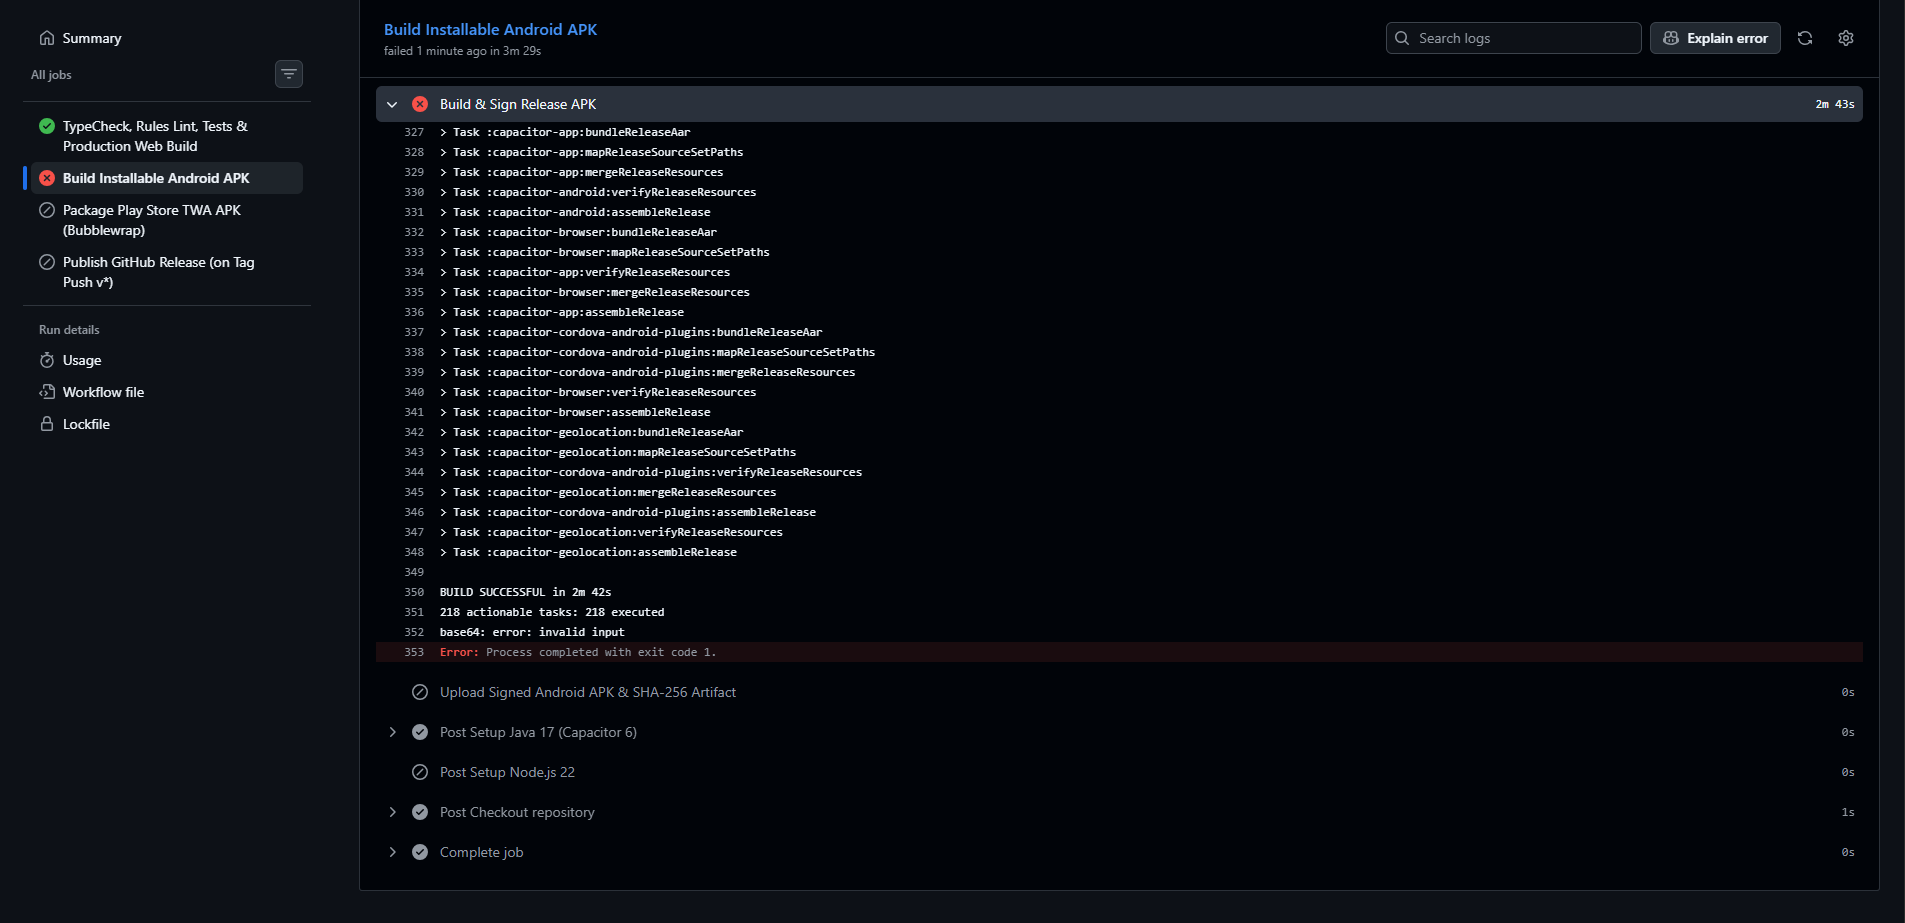 Summary
All jobs
TypeCheck, Rules Lint, Tests &
Production Web Build
Build Installable Android APK
Package Play Store TWA APK
(Bubblewrap)
Publish GitHub Release (on Tag
Push v*)
Run details
Usage
Workflow file
Lockfile
Build Installable Android APK
failed 1 minute ago in 3m 29s
Search logs
Explain error
Build & Sign Release APK
2m 43s
327 > Task :capacitor-app:bundleReleaseAar
328 > Task :capacitor-app:mapReleaseSourceSetPaths
329 > Task :capacitor-app:mergeReleaseResources
330 > Task :capacitor-android:verifyReleaseResources
331 > Task :capacitor-android:assembleRelease
332 > Task :capacitor-browser:bundleReleaseAar
333 > Task :capacitor-browser:mapReleaseSourceSetPaths
334 > Task :capacitor-app:verifyReleaseResources
335 > Task :capacitor-browser:mergeReleaseResources
336 > Task :capacitor-app:assembleRelease
337 > Task :capacitor-cordova-android-plugins:bundleReleaseAar
338 > Task :capacitor-cordova-android-plugins:mapReleaseSourceSetPaths
339 > Task :capacitor-cordova-android-plugins:mergeReleaseResources
340 > Task :capacitor-browser:verifyReleaseResources
341 > Task :capacitor-browser:assembleRelease
342 > Task :capacitor-geolocation:bundleReleaseAar
343 > Task :capacitor-geolocation:mapReleaseSourceSetPaths
344 > Task :capacitor-cordova-android-plugins:verifyReleaseResources
345 > Task :capacitor-geolocation:mergeReleaseResources
346 > Task :capacitor-cordova-android-plugins:assembleRelease
347 > Task :capacitor-geolocation:verifyReleaseResources
348 > Task :capacitor-geolocation:assembleRelease
349
350 BUILD SUCCESSFUL in 2m 42s
351 218 actionable tasks: 218 executed
352 base64: error: invalid input
353 Error: Process completed with exit code 1.
Upload Signed Android APK & SHA-256 Artifact 0s
Post Setup Java 17 (Capacitor 6) 0s
Post Setup Node.js 22 0s
Post Checkout repository 1s
Complete job 0s